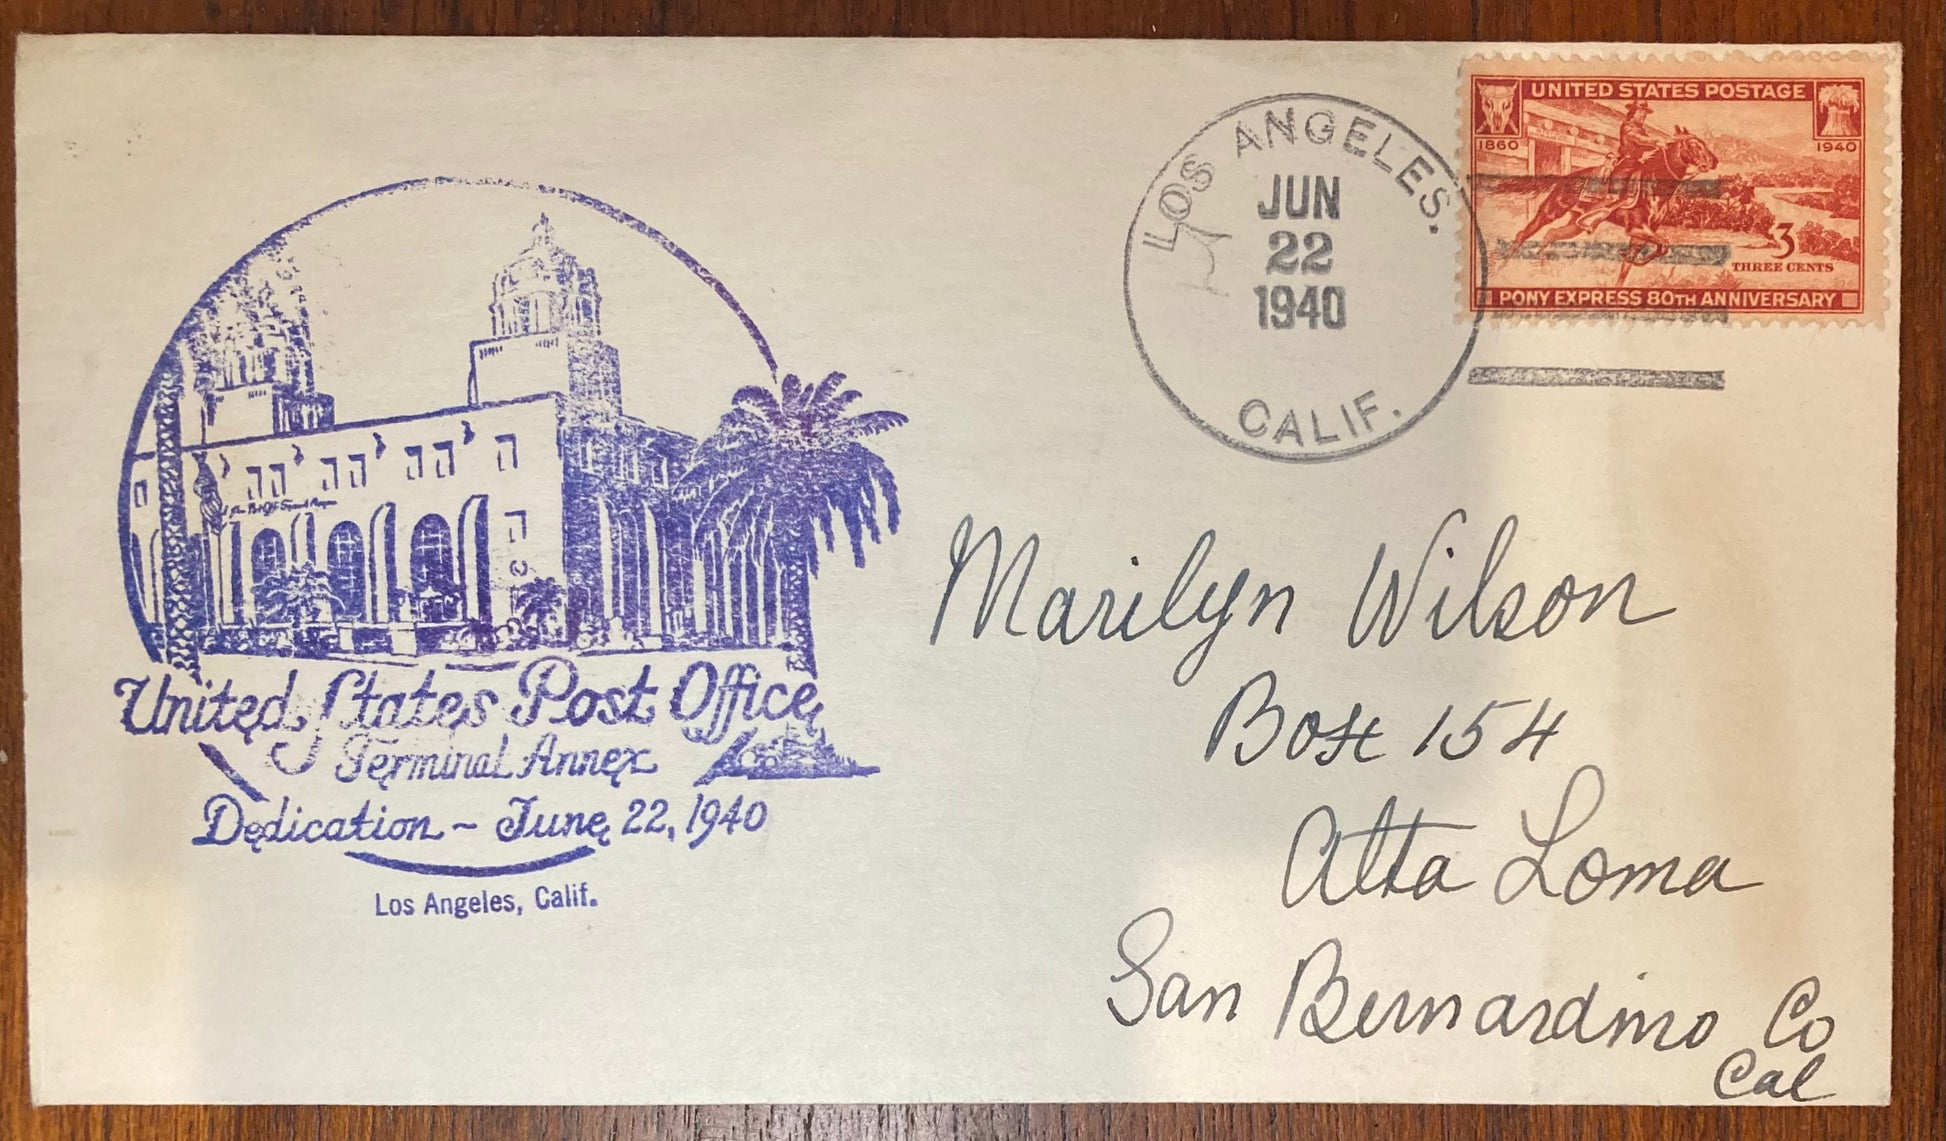 United States Post Office
Terminal Annex
Dedication ~ June 22, 1940
Los Angeles, Calif.
LOS ANGELES.
JUN
22
1940
CALIF.
UNITED STATES POSTAGE
1860 1940
3
THREE CENTS
PONY EXPRESS 80TH ANNIVERSARY
Marilyn Wilson
Box 154
Alta Loma
San Bernardino Co
Cal